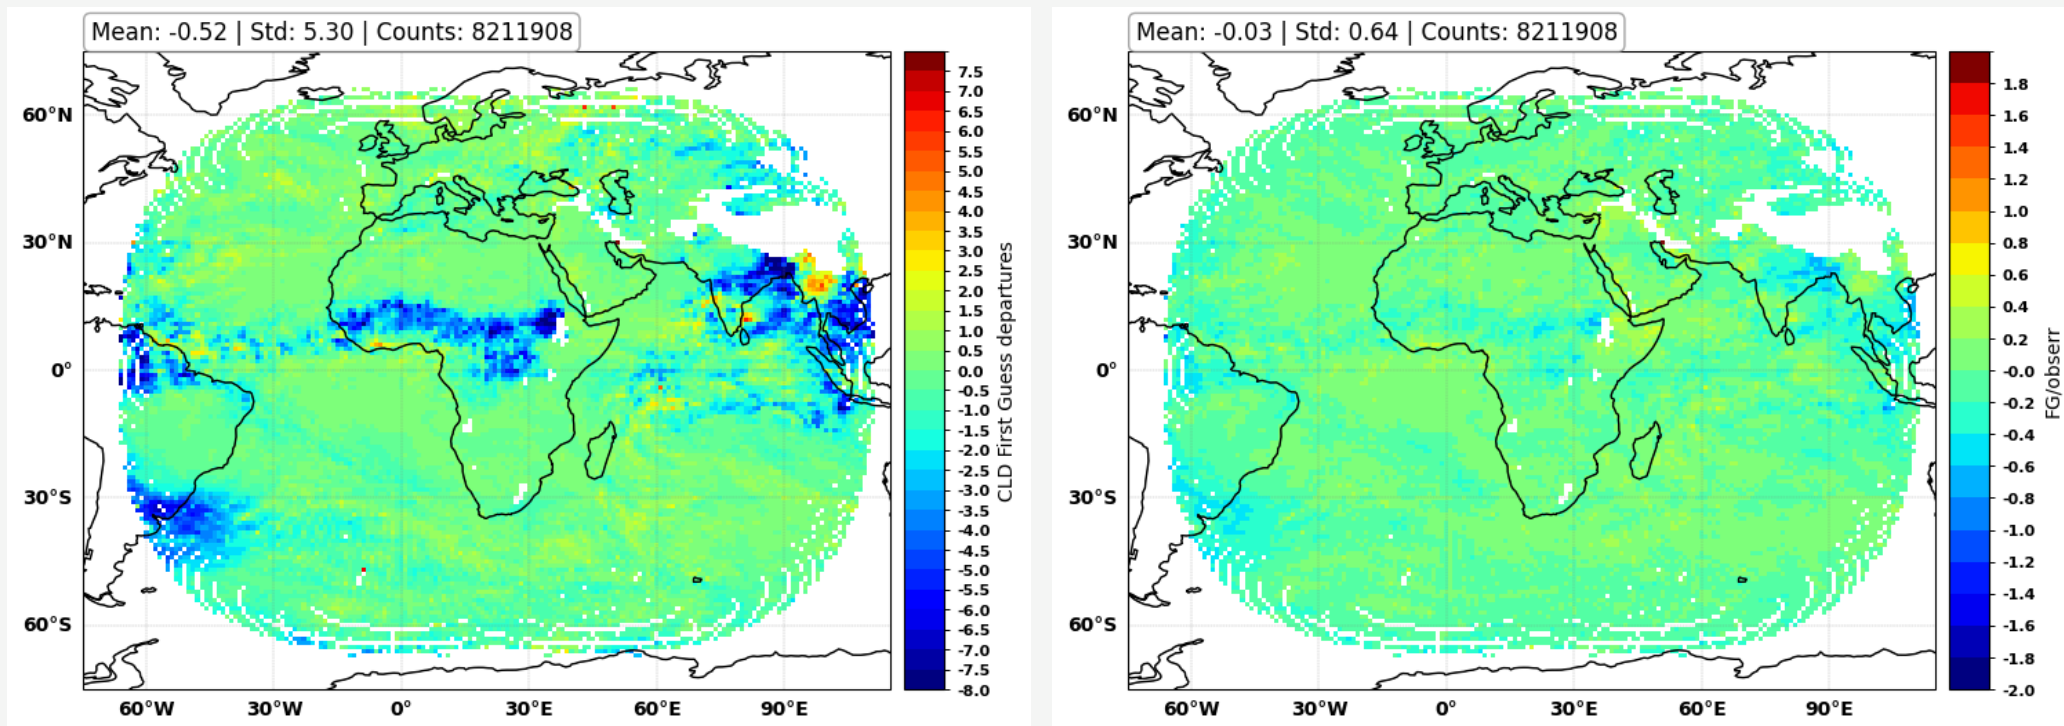 Mean: -0.52 | Std: 5.30 | Counts: 8211908
60°N
30°N
0°
30°S
60°S
60°W
30°W
0°
30°E
60°E
90°E
7.5
7.0
6.5
6.0
5.5
5.0
4.5
4.0
3.5
3.0
2.5
2.0
1.5
1.0
0.5
0.0
-0.5
-1.0
-1.5
-2.0
-2.5
-3.0
-3.5
-4.0
-4.5
-5.0
-5.5
-6.0
-6.5
-7.0
-7.5
-8.0
CLD First Guess departures
Mean: -0.03 | Std: 0.64 | Counts: 8211908
60°N
30°N
0°
30°S
60°S
60°W
30°W
0°
30°E
60°E
90°E
1.8
1.6
1.4
1.2
1.0
0.8
0.6
0.4
0.2
-0.0
-0.2
-0.4
-0.6
-0.8
-1.0
-1.2
-1.4
-1.6
-1.8
-2.0
FG/obserr